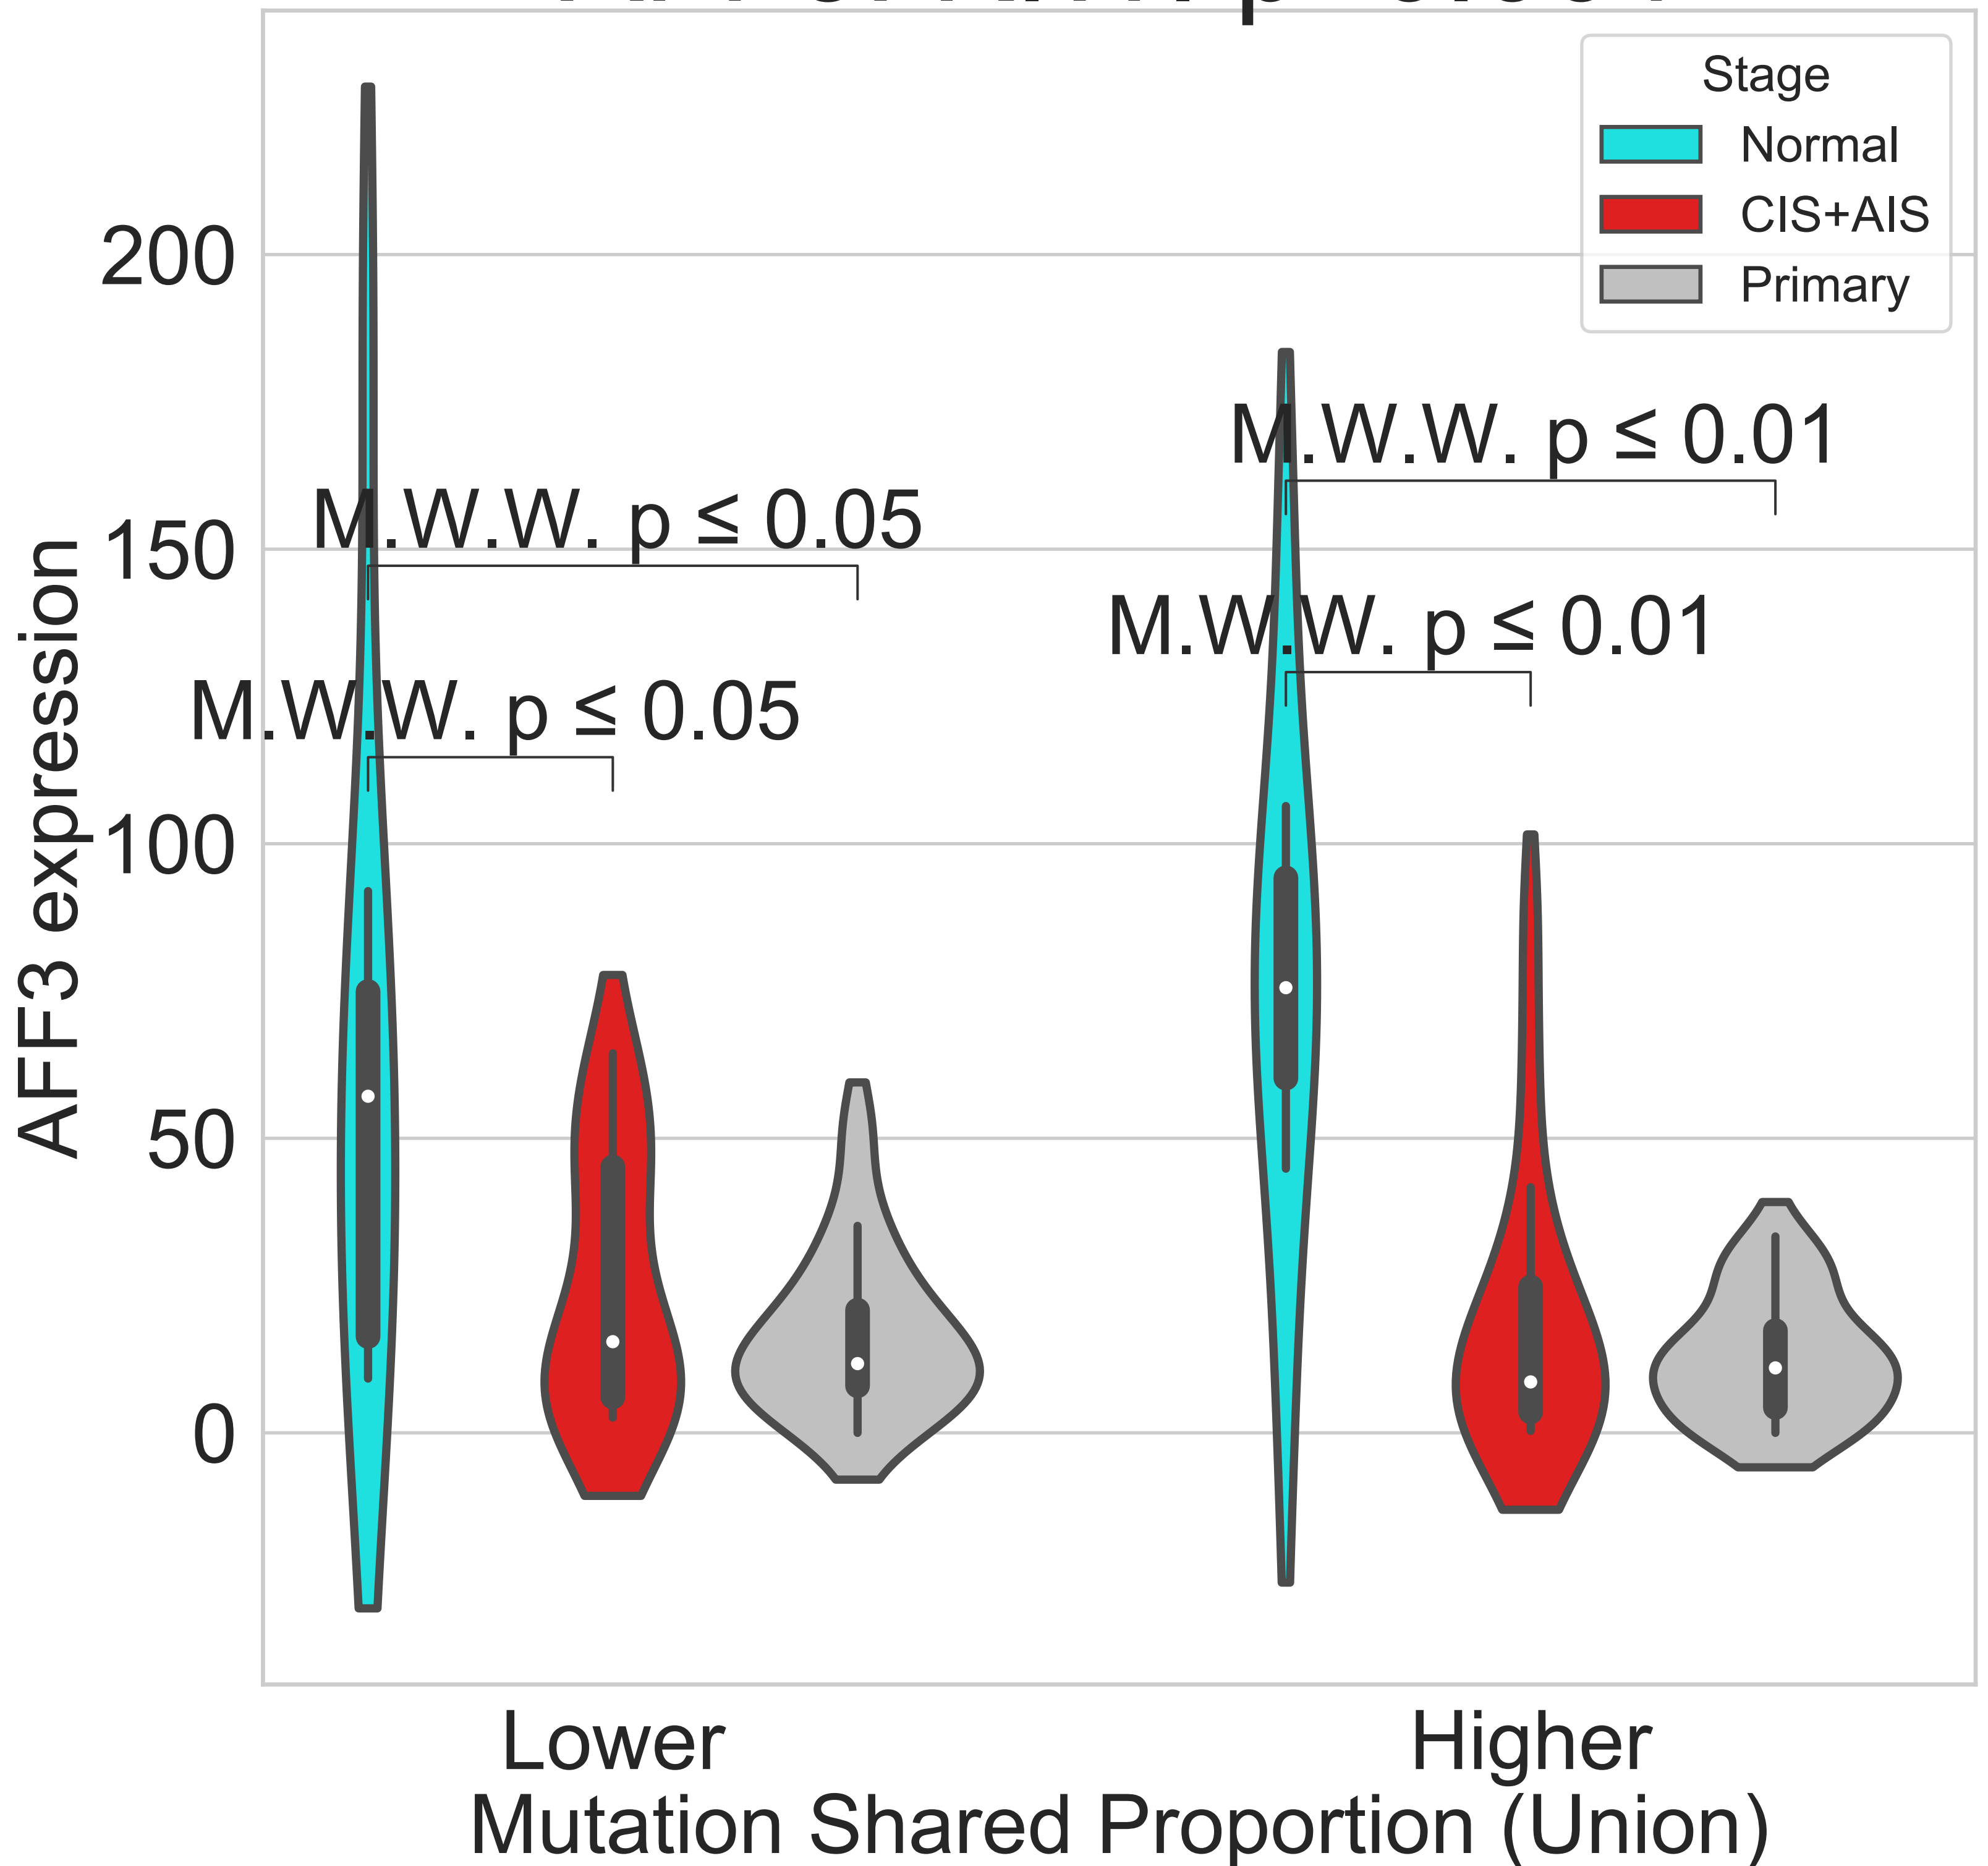 Stage
Normal
CIS+AIS
Primary
200
150
100
50
0
AFF3 expression
M.W.W. p ≤ 0.01
M.W.W. p ≤ 0.05
M.W.W. p ≤ 0.01
M.W.W. p ≤ 0.05
Lower
Higher
Mutation Shared Proportion (Union)